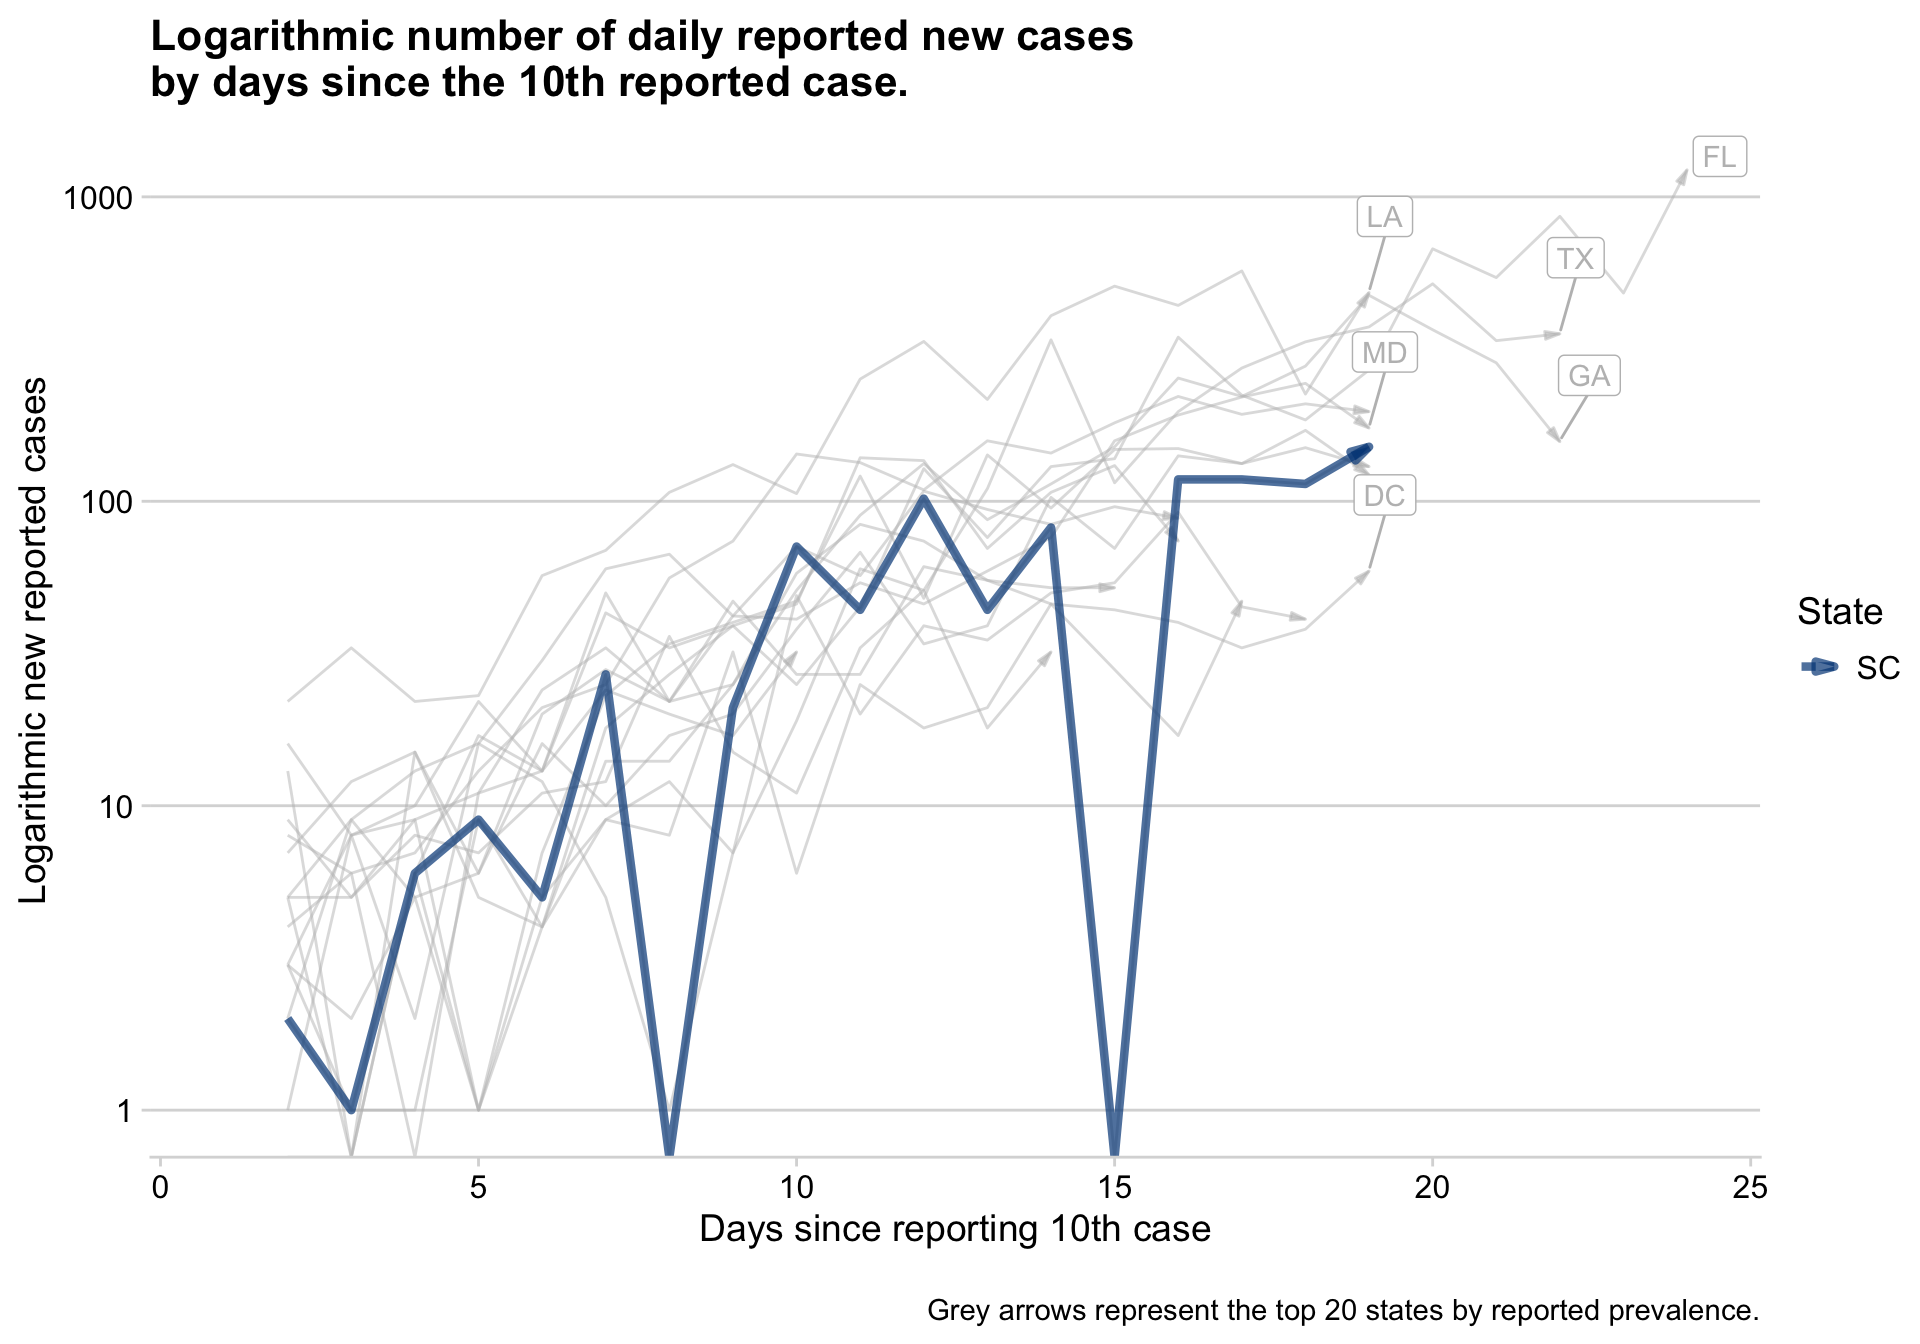 Logarithmic number of daily reported new cases
by days since the 10th reported case.
Logarithmic new reported cases
1000
100
10
1
FL
LA
TX
MD
GA
DC
State
SC
0 5 10 15 20 25
Days since reporting 10th case
Grey arrows represent the top 20 states by reported prevalence.